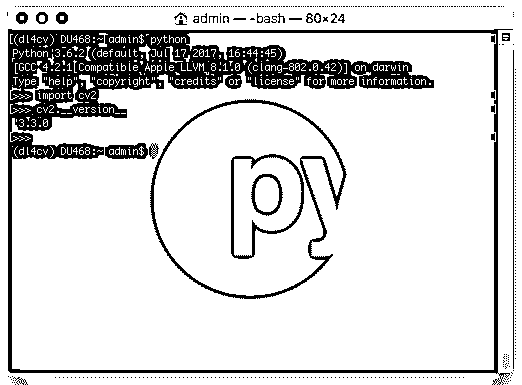 admin — -bash — 80×24
[(dl4cv) DU468:~ admin$ python
Python 3.6.2 (default, Jul 17 2017, 16:44:45)
[GCC 4.2.1 Compatible Apple LLVM 8.1.0 (clang-802.0.42)] on darwin
Type "help", "copyright", "credits" or "license" for more information.
[>>> import cv2
[>>> cv2.__version__
'3.3.0'
[>>>
(dl4cv) DU468:~ admin$
py